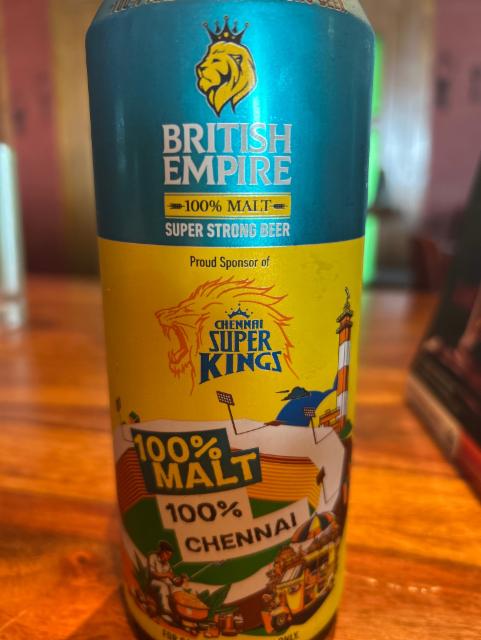 BRITISH
EMPIRE
100% MALT
SUPER STRONG BEER
Proud Sponsor of
CHENNAI
SUPER
KINGS
100%
MALT
100%
CHENNAI